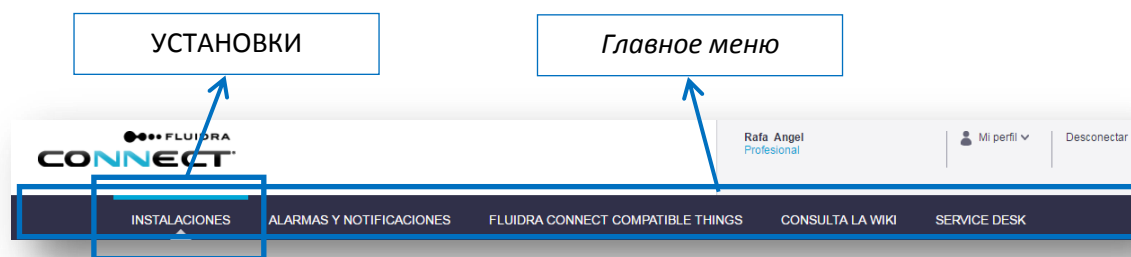 УСТАНОВКИ
Главное меню
FLUIDRA
CONNECT
Rafa Angel
Profesional
Mi perfil
Desconectar
INSTALACIONES ALARMAS Y NOTIFICACIONES FLUIDRA CONNECT COMPATIBLE THINGS CONSULTA LA WIKI SERVICE DESK